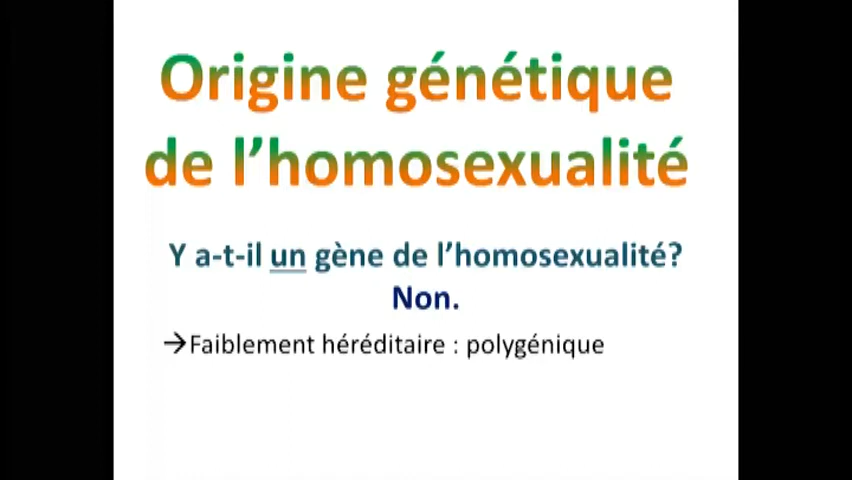 Origine génétique
de l’homosexualité
Y a-t-il un gène de l’homosexualité?
Non.
→Faiblement héréditaire : polygénique